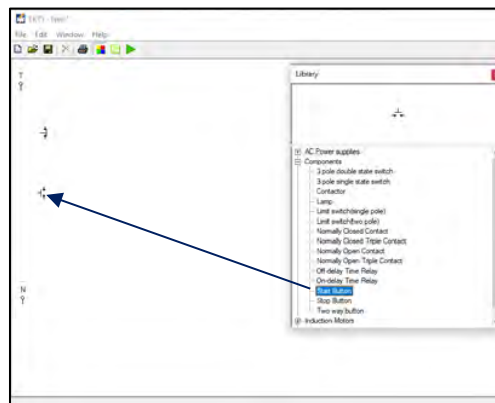 File Edit Window Help
T
Library
AC Power supplies
Components
3 pole double state switch
3 pole single state switch
Contactor
Lamp
Limit switch(single pole)
Limit switch(two pole)
Normally Closed Contact
Normally Closed Triple Contact
Normally Open Contact
Normally Open Triple Contact
Off-delay Time Relay
On-delay Time Relay
Start Button
Stop Button
Two way button
Induction Motors
N